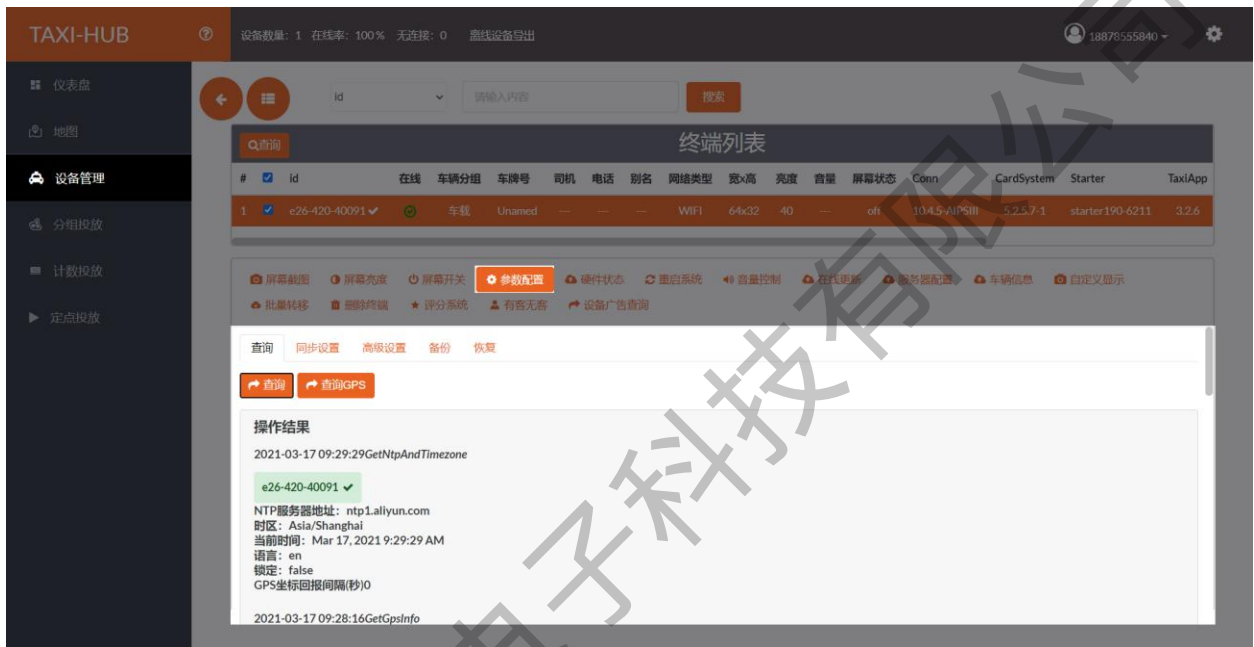 TAXI-HUB
设备数量: 1 在线率: 100% 无连接: 0 离线设备导出
18878555840
仪表盘
地图
设备管理
分组投放
计数投放
定点投放
id 请输入内容 搜索
查询 终端列表
# id 在线 车辆分组 车牌号 司机 电话 别名 网络类型 宽x高 亮度 音量 屏幕状态 Conn CardSystem Starter TaxiApp
1 e26-420-40091 车载 Unamed --- --- --- WIFI 64x32 40 --- on 10.4.5-AIPSIII 5.2.5.7-1 starter190-6211 3.2.6
屏幕截图 屏幕亮度 屏幕开关 参数配置 硬件状态 重启系统 音量控制 在线更新 服务器配置 车辆信息 自定义显示
批量转移 删除终端 评分系统 有客无客 设备广告查询
查询 同步设置 高级设置 备份 恢复
查询 查询GPS
操作结果
2021-03-17 09:29:29GetNtpAndTimezone
e26-420-40091
NTP服务器地址: ntp1.aliyun.com
时区: Asia/Shanghai
当前时间: Mar 17, 2021 9:29:29 AM
语言: en
锁定: false
GPS坐标回报间隔(秒)0
2021-03-17 09:28:16GetGpsInfo
电子科技有限公司